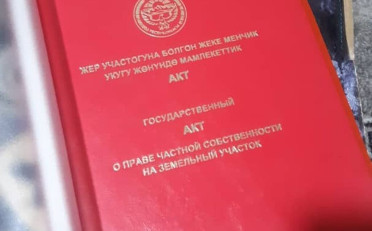 ЖЕР УЧАСТОГУНА БОЛГОН ЖЕКЕ МЕНЧИК
УКУГУ ЖӨНҮНДӨ МАМЛЕКЕТТИК
АКТ
ГОСУДАРСТВЕННЫЙ
АКТ
О ПРАВЕ ЧАСТНОЙ СОБСТВЕННОСТИ
НА ЗЕМЕЛЬНЫЙ УЧАСТОК